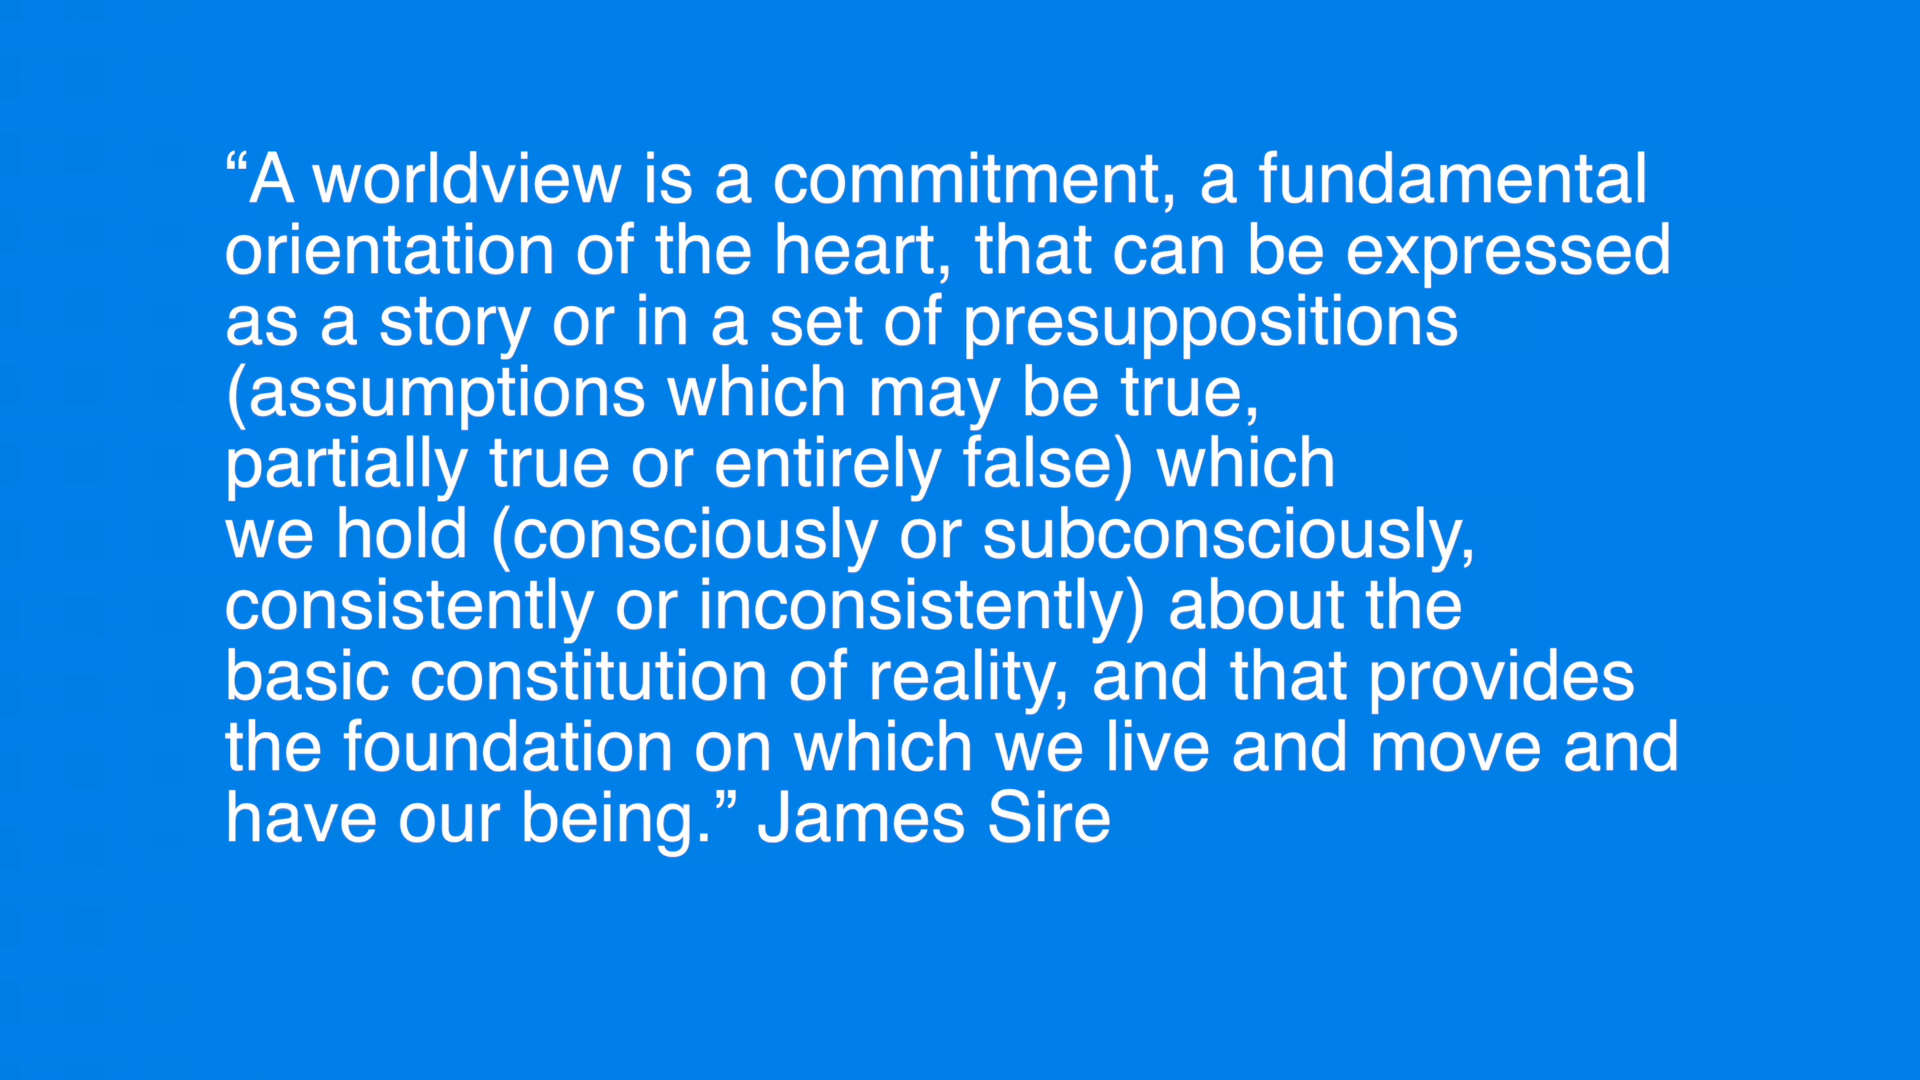 “A worldview is a commitment, a fundamental
orientation of the heart, that can be expressed
as a story or in a set of presuppositions
(assumptions which may be true,
partially true or entirely false) which
we hold (consciously or subconsciously,
consistently or inconsistently) about the
basic constitution of reality, and that provides
the foundation on which we live and move and
have our being.” James Sire